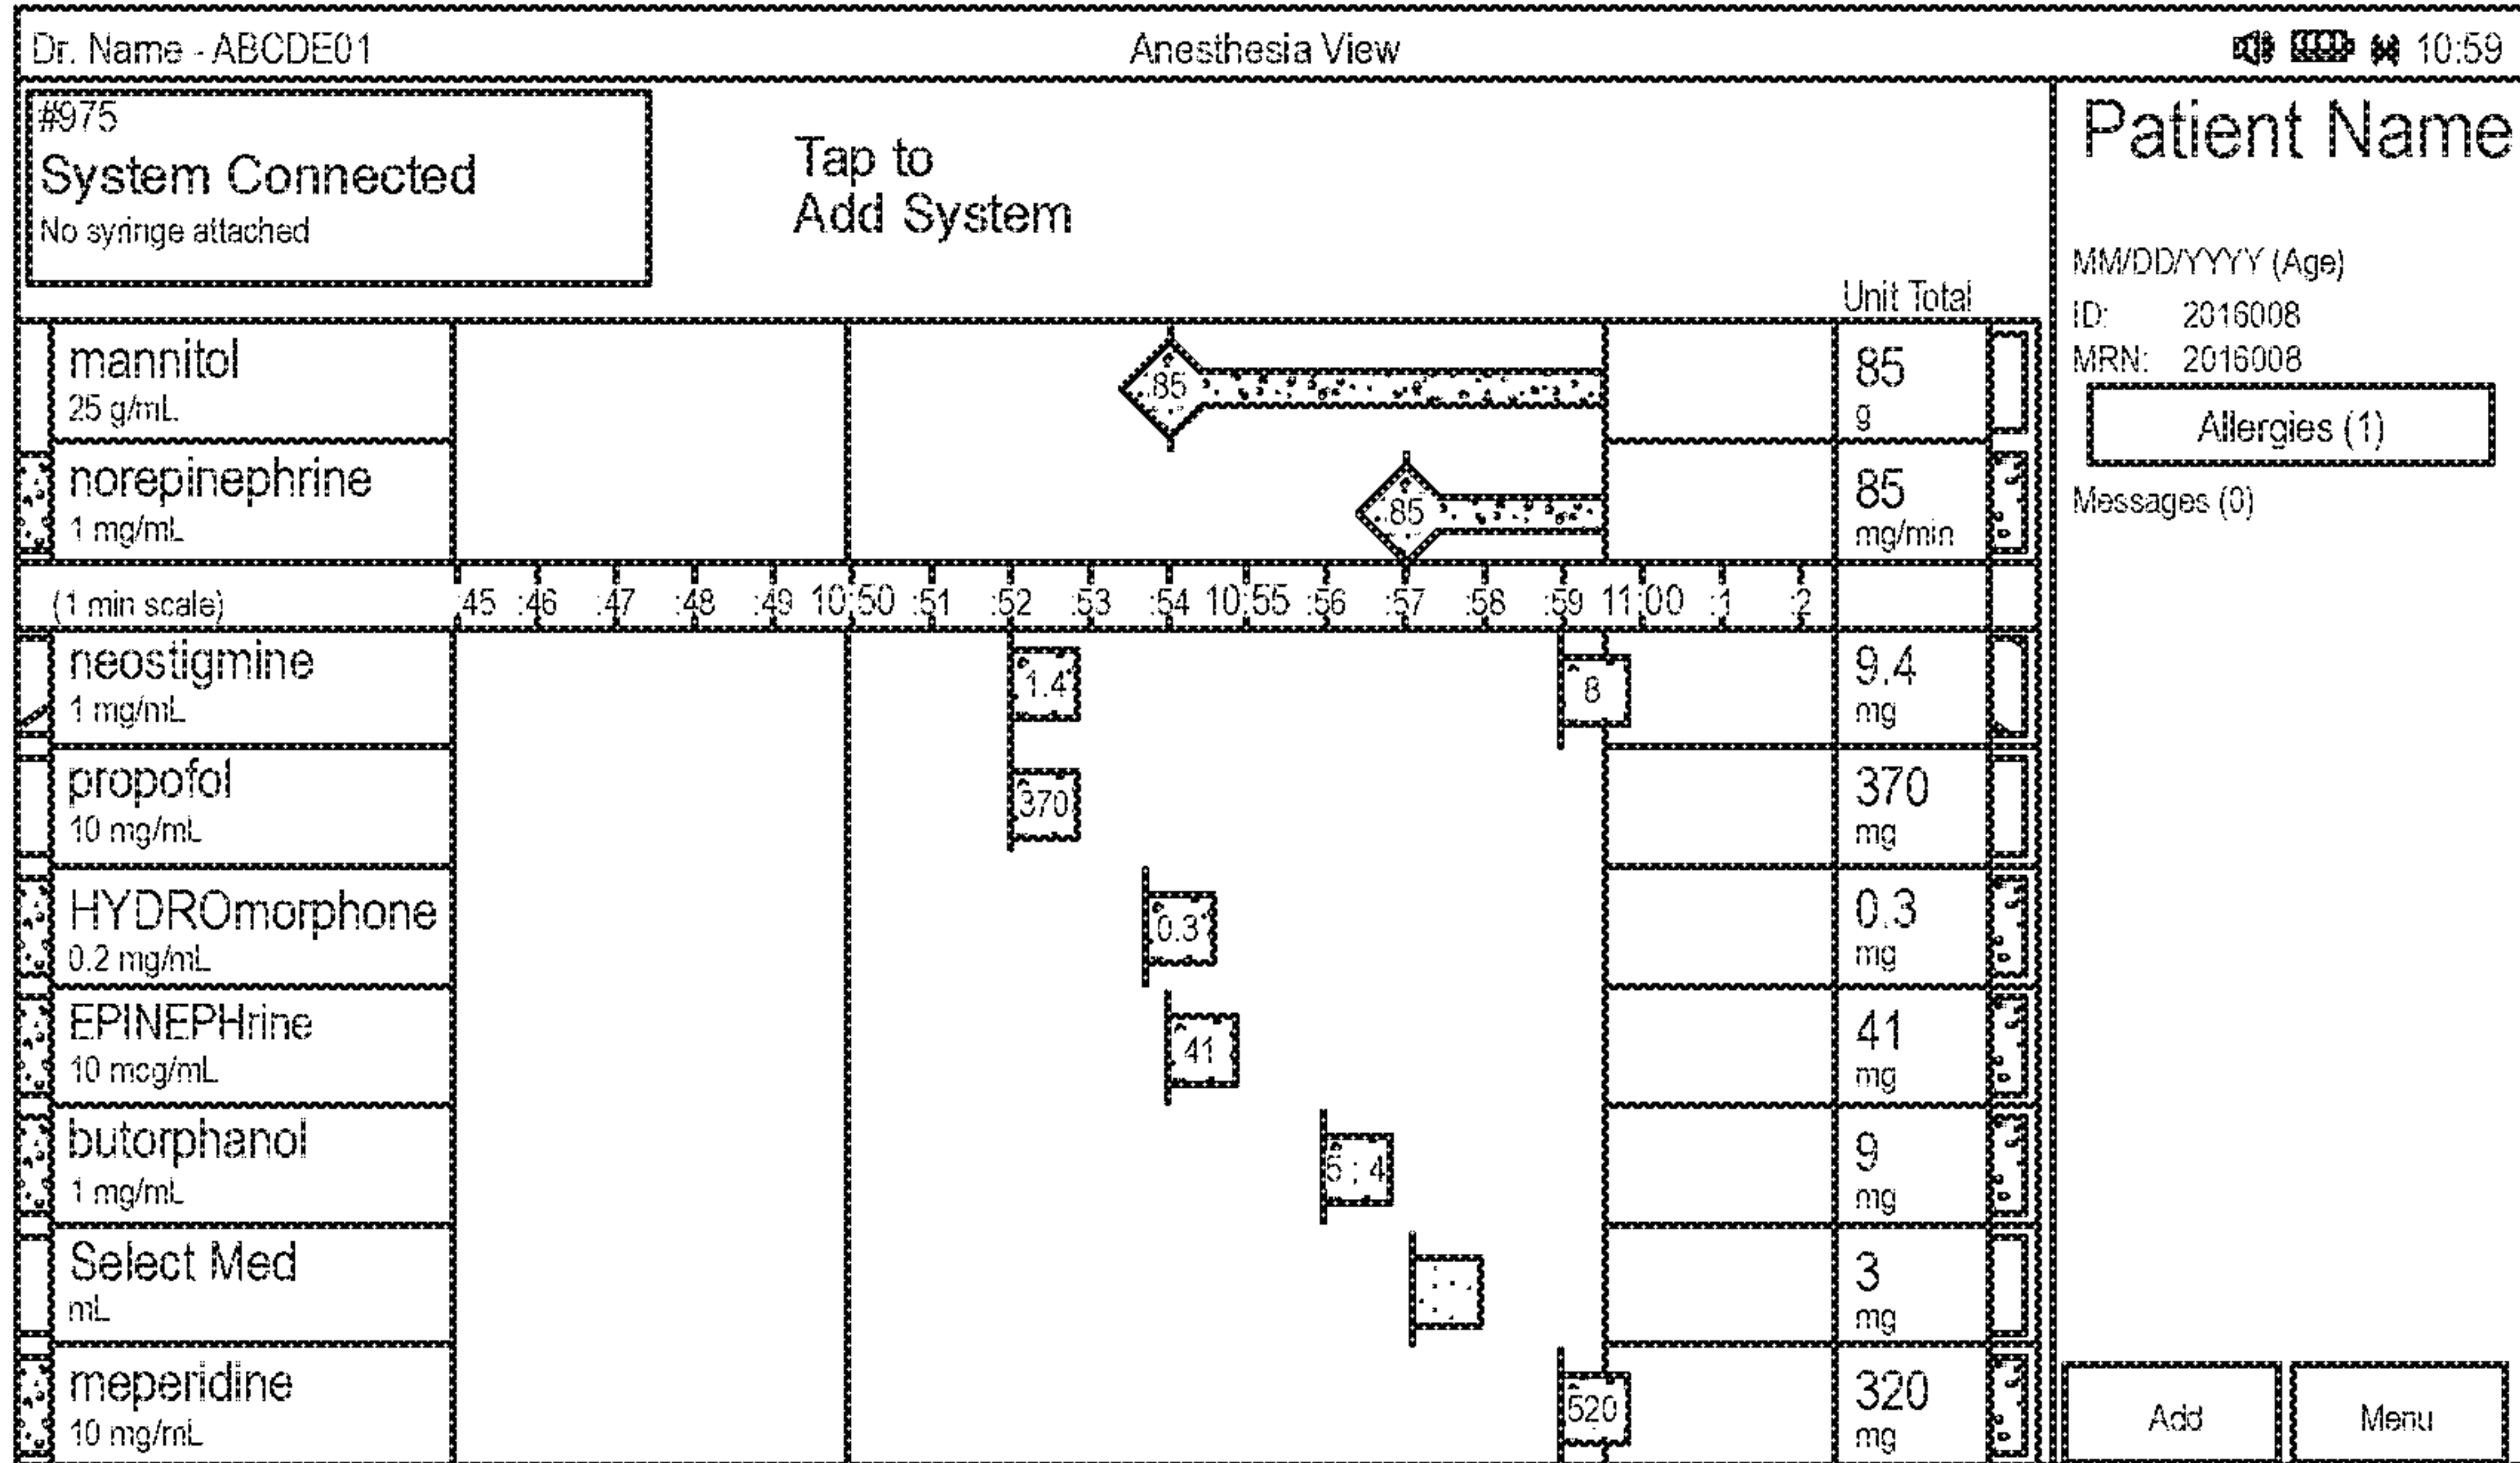 Dr. Name - ABCDE01 Anesthesia View 10:59
#975
System Connected
No syringe attached
Tap to
Add System
Unit Total
Patient Name
MM/DD/YYYY (Age)
ID: 2016008
MRN: 2016008
Allergies (1)
Messages (0)
mannitol
25 g/mL
85
85
g
norepinephrine
1 mg/mL
85
85
mg/min
(1 min scale) :45 :46 :47 :48 :49 10:50 :51 :52 :53 :54 10:55 :56 :57 :58 :59 11:00 :1 :2
neostigmine
1 mg/mL
1.4
8
9.4
mg
propofol
10 mg/mL
370
370
mg
HYDROmorphone
0.2 mg/mL
0.3
0.3
mg
EPINEPHrine
10 mcg/mL
41
41
mg
butorphanol
1 mg/mL
5 ; 4
9
mg
Select Med
mL
3
mg
meperidine
10 mg/mL
520
320
mg
Add
Menu